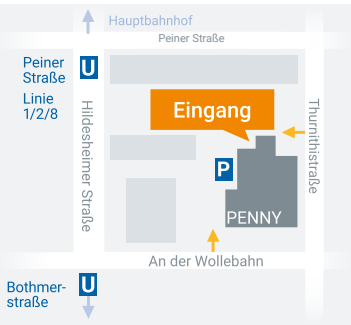 Hauptbahnhof
Peiner Straße
Peiner
Straße
U
Linie
1/2/8
Hildesheimer Straße
Eingang
Thurnithistraße
P
PENNY
An der Wollebahn
Bothmer-
straße
U